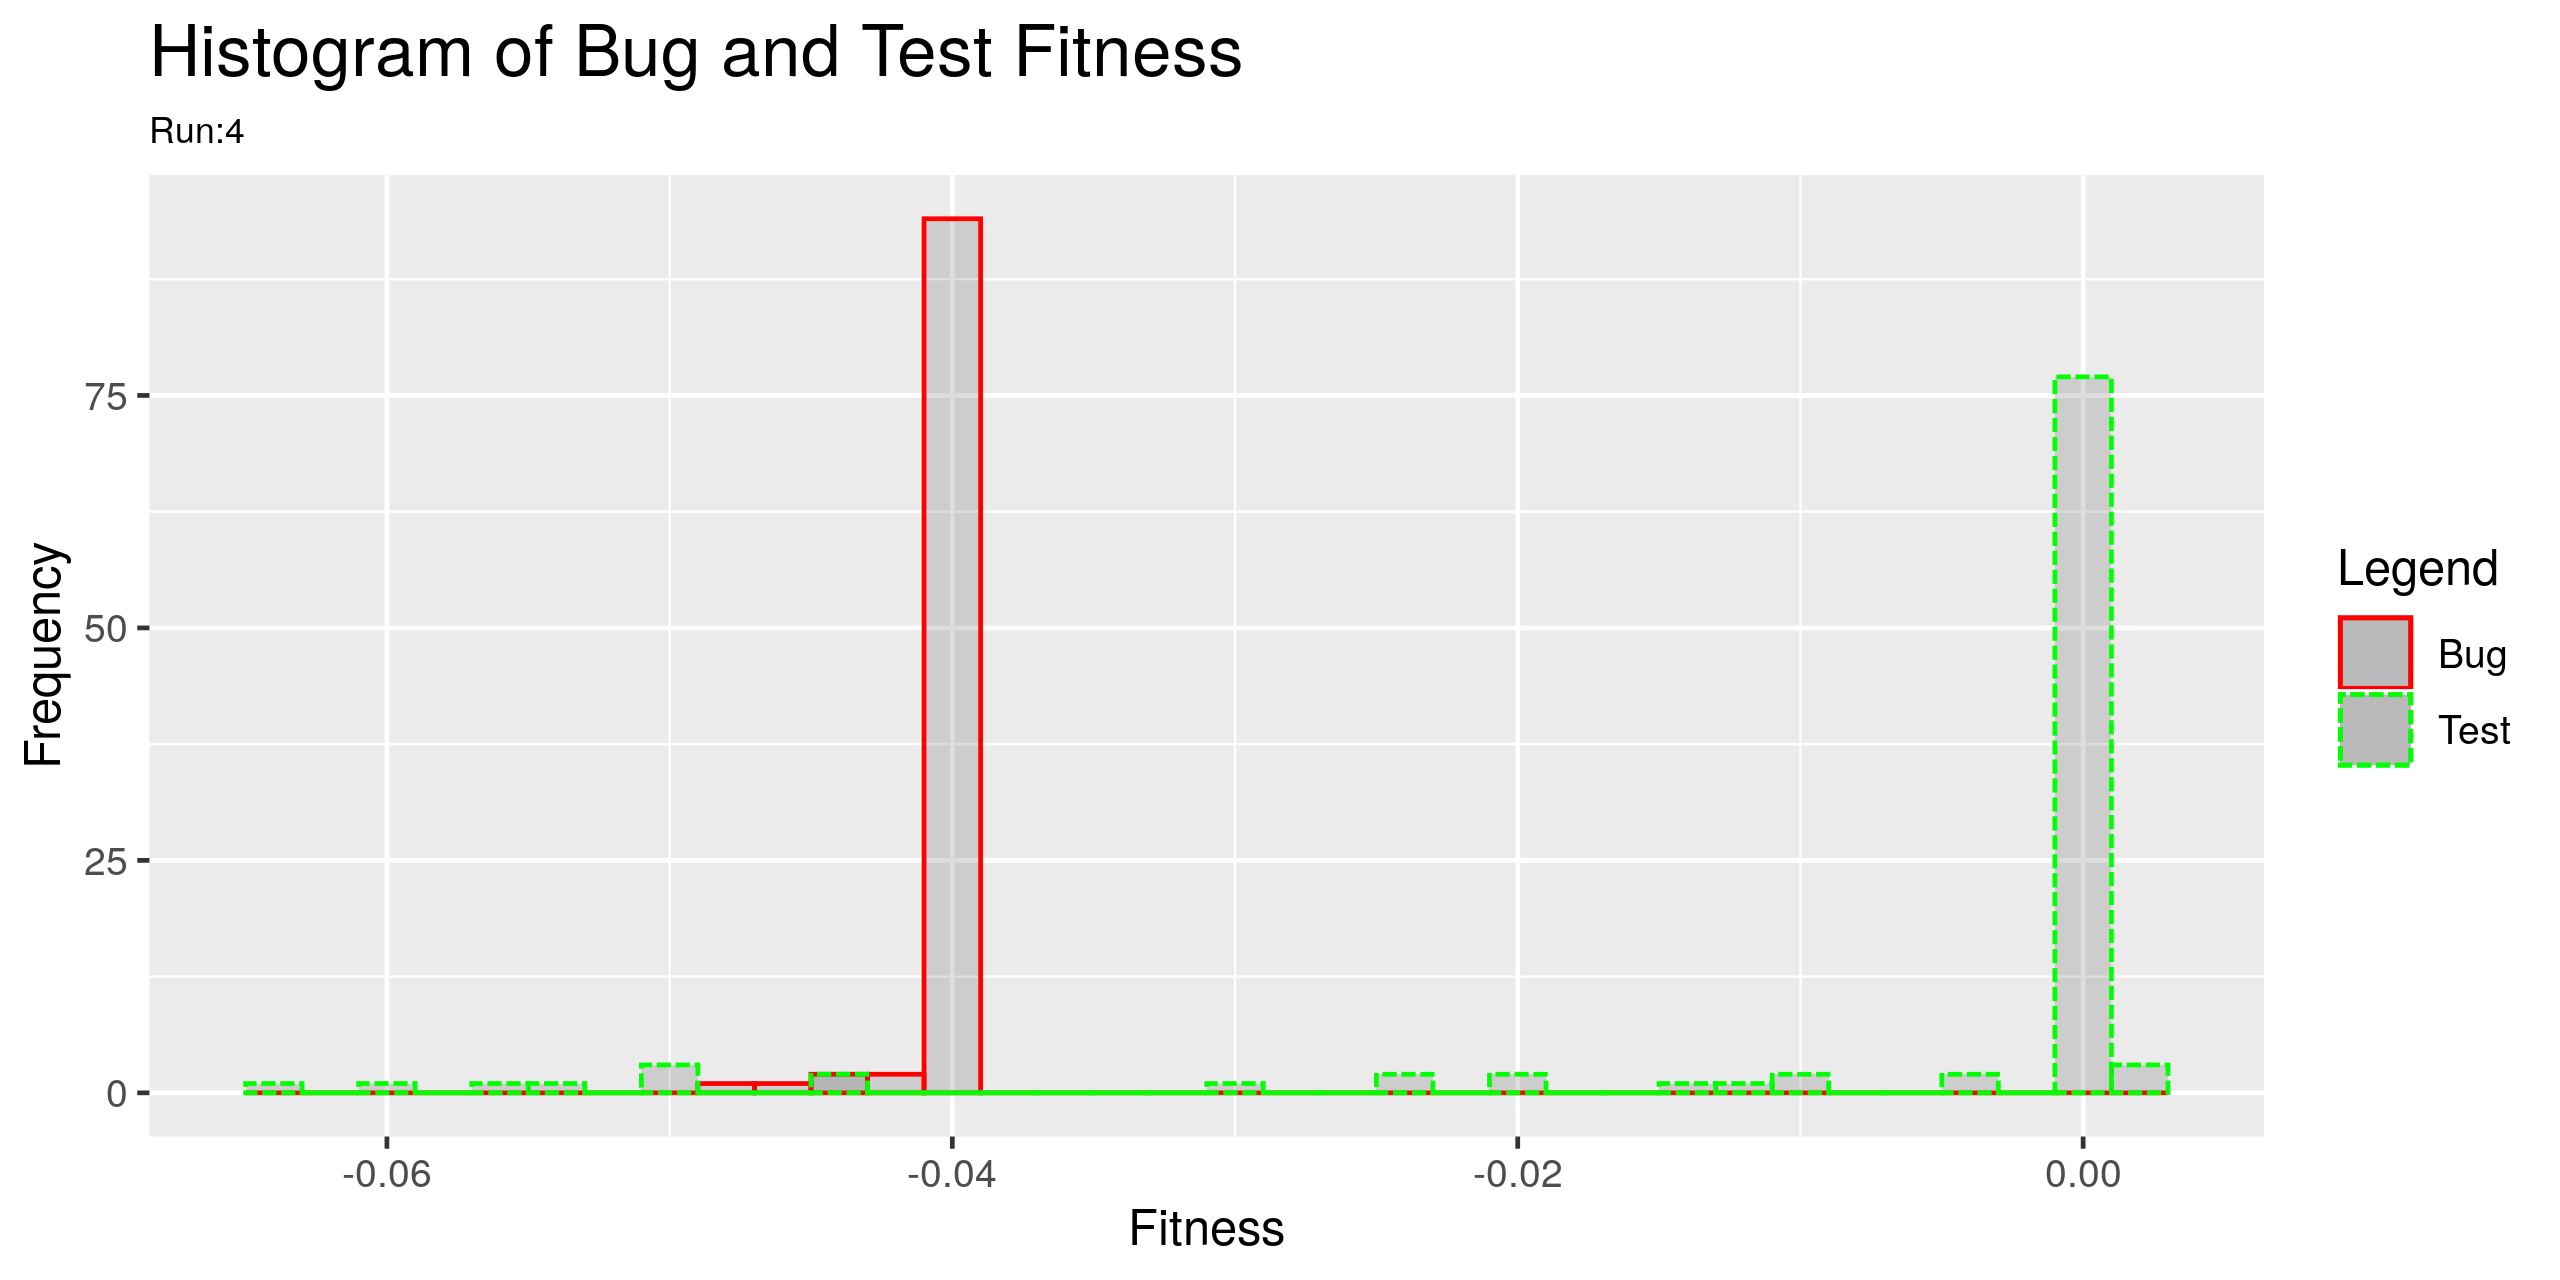 Histogram of Bug and Test Fitness
Run:4
Frequency
75
50
25
0
-0.06
-0.04
-0.02
0.00
Fitness
Legend
Bug
Test